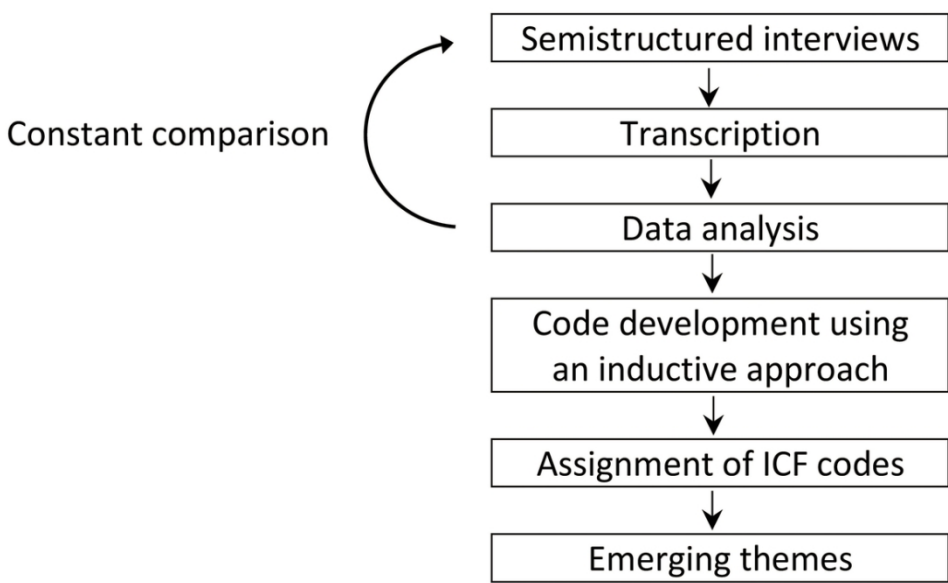 Semistructured interviews
Constant comparison
Transcription
Data analysis
Code development using
an inductive approach
Assignment of ICF codes
Emerging themes